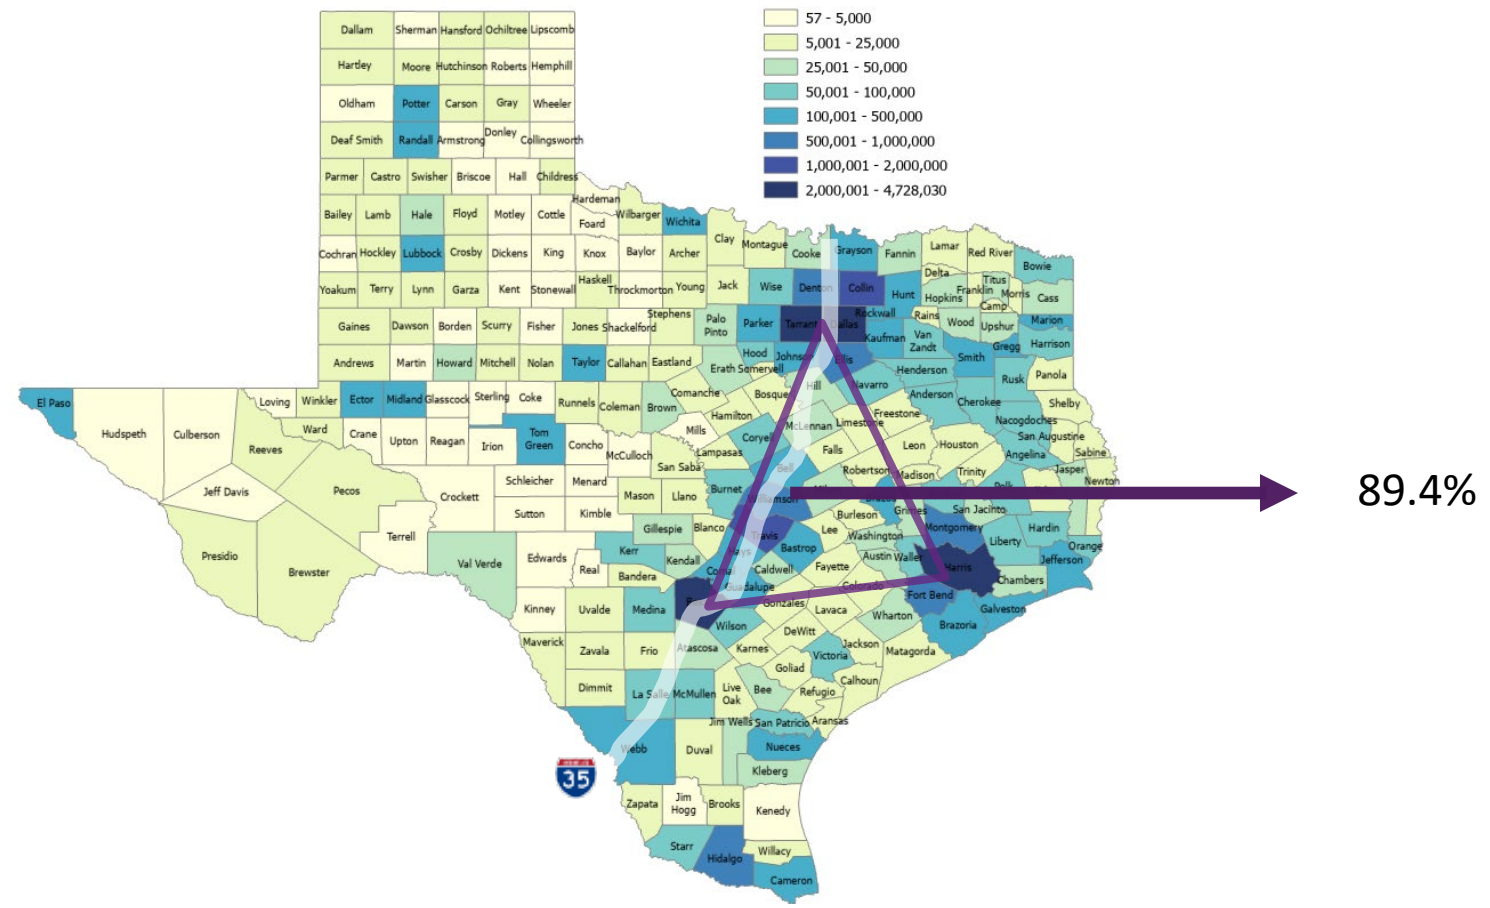 57 - 5,000
5,001 - 25,000
25,001 - 50,000
50,001 - 100,000
100,001 - 500,000
500,001 - 1,000,000
1,000,001 - 2,000,000
2,000,001 - 4,728,030
Dallam Sherman Hansford Ochiltree Lipscomb
Hartley Moore Hutchinson Roberts Hemphill
Oldham Potter Carson Gray Wheeler
Deaf Smith Randall Armstrong Donley Collingsworth
Parmer Castro Swisher Briscoe Hall Childress
Hardeman
Bailey Lamb Hale Floyd Motley Cottle Foard Wilbarger Wichita
Clay Montague Cooke Grayson Fannin Lamar Red River Bowie
Cochran Hockley Lubbock Crosby Dickens King Knox Baylor Archer
Delta Titus
Yoakum Terry Lynn Garza Kent Stonewall Haskell Throckmorton Young Jack Wise Denton Collin Hunt Hopkins Franklin Morris Cass
Camp
Gaines Dawson Borden Scurry Fisher Jones Shackelford Stephens Palo Pinto Parker Tarrant Dallas Rockwall Rains Wood Upshur Marion
Kaufman Van Zandt Gregg Harrison
Andrews Martin Howard Mitchell Nolan Taylor Callahan Eastland Erath Somervell Hood Johnson Ellis Henderson Smith Rusk Panola
El Paso Loving Winkler Ector Midland Glasscock Sterling Coke Runnels Coleman Brown Comanche Bosque Hill Navarro Anderson Cherokee Shelby
Hamilton Freestone Nacogdoches
Hudspeth Culberson Reeves Ward Crane Upton Reagan Irion Tom Green Concho McCulloch Mills Coryell McLennan Limestone San Augustine
San Saba Lampasas Falls Leon Houston Angelina Sabine
Jeff Davis Pecos Crockett Schleicher Menard Mason Llano Burnet Bell Robertson Madison Trinity Jasper Newton
Williamson
89.4%
Sutton Kimble Gillespie Blanco Travis Burleson Grimes San Jacinto
Presidio Brewster Terrell Val Verde Edwards Kerr Kendall Hays Bastrop Lee Washington Montgomery Liberty Hardin Orange
Real Bandera Caldwell Fayette Austin Waller Harris Chambers Jefferson
Kinney Uvalde Medina Guadalupe Gonzales Colorado Fort Bend Galveston
Wilson Lavaca Wharton Brazoria
Maverick Zavala Frio Atascosa Karnes DeWitt Jackson Matagorda
Goliad Victoria Calhoun
Dimmit La Salle McMullen Live Oak Bee Refugio
Jim Wells San Patricio Aransas
Webb Duval Nueces
35
Kleberg
Zapata Jim Hogg Brooks Kenedy
Starr Hidalgo Willacy
Cameron